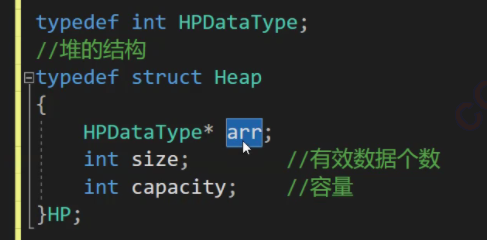 typedef int HPDataType;
//堆的结构
typedef struct Heap
{
HPDataType* arr;
int size; //有效数据个数
int capacity; //容量
}HP;